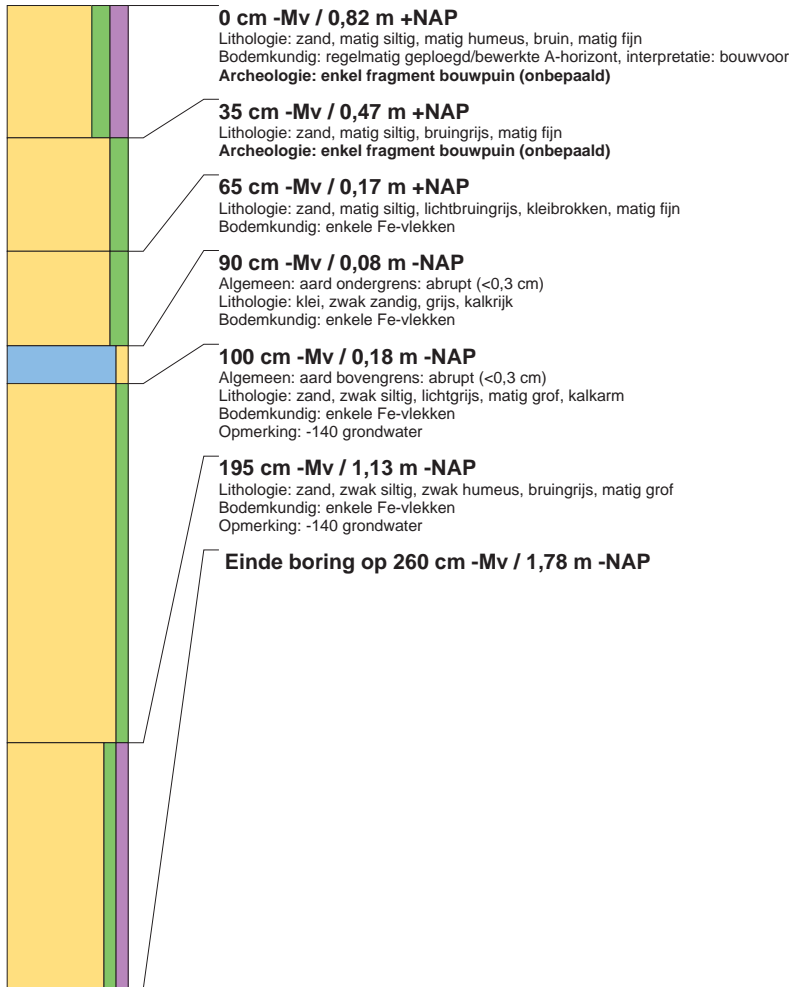 0 cm -Mv / 0,82 m +NAP
Lithologie: zand, matig siltig, matig humeus, bruin, matig fijn
Bodemkundig: regelmatig geploegd/bewerkte A-horizont, interpretatie: bouwvoor
Archeologie: enkel fragment bouwpuin (onbepaald)
35 cm -Mv / 0,47 m +NAP
Lithologie: zand, matig siltig, bruingrijs, matig fijn
Archeologie: enkel fragment bouwpuin (onbepaald)
65 cm -Mv / 0,17 m +NAP
Lithologie: zand, matig siltig, lichtbruingrijs, kleibrokken, matig fijn
Bodemkundig: enkele Fe-vlekken
90 cm -Mv / 0,08 m -NAP
Algemeen: aard ondergrens: abrupt (<0,3 cm)
Lithologie: klei, zwak zandig, grijs, kalkrijk
Bodemkundig: enkele Fe-vlekken
100 cm -Mv / 0,18 m -NAP
Algemeen: aard bovengrens: abrupt (<0,3 cm)
Lithologie: zand, zwak siltig, lichtgrijs, matig grof, kalkarm
Bodemkundig: enkele Fe-vlekken
Opmerking: -140 grondwater
195 cm -Mv / 1,13 m -NAP
Lithologie: zand, zwak siltig, zwak humeus, bruingrijs, matig grof
Bodemkundig: enkele Fe-vlekken
Opmerking: -140 grondwater
Einde boring op 260 cm -Mv / 1,78 m -NAP